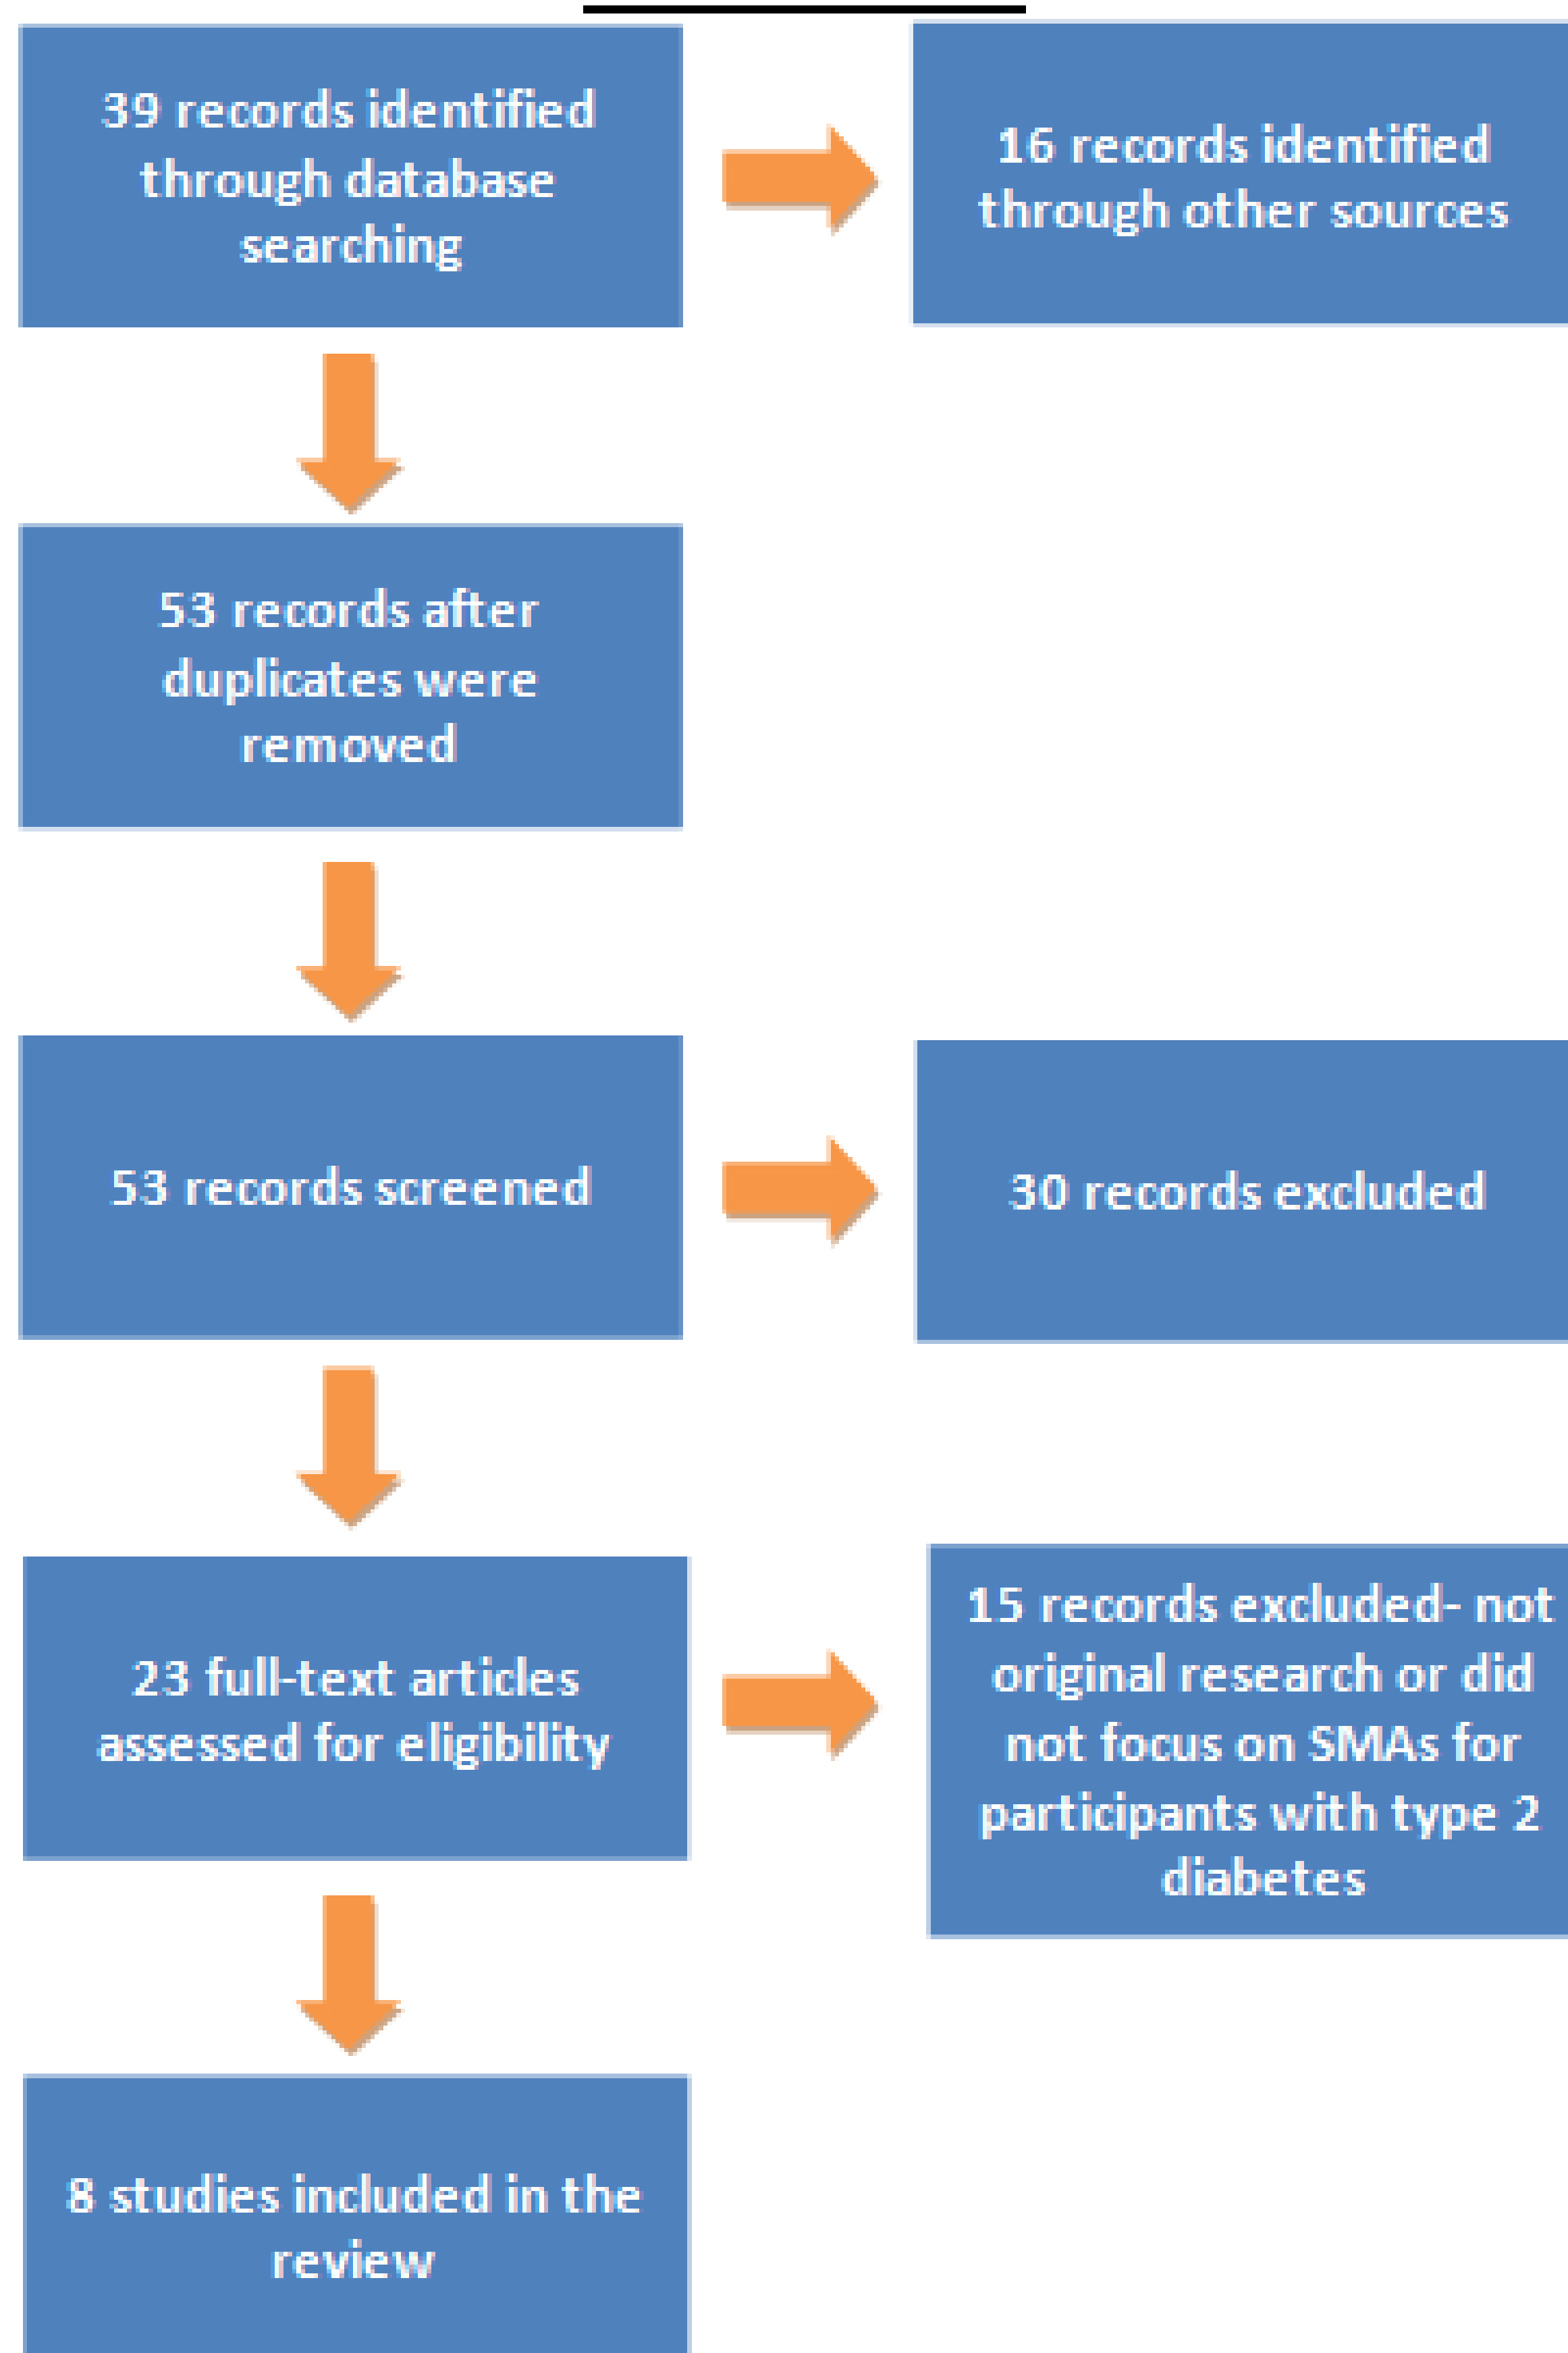 39 records identified
through database
searching
16 records identified
through other sources
53 records after
duplicates were
removed
53 records screened
30 records excluded
23 full-text articles
assessed for eligibility
15 records excluded- not
original research or did
not focus on SMAs for
participants with type 2
diabetes
8 studies included in the
review